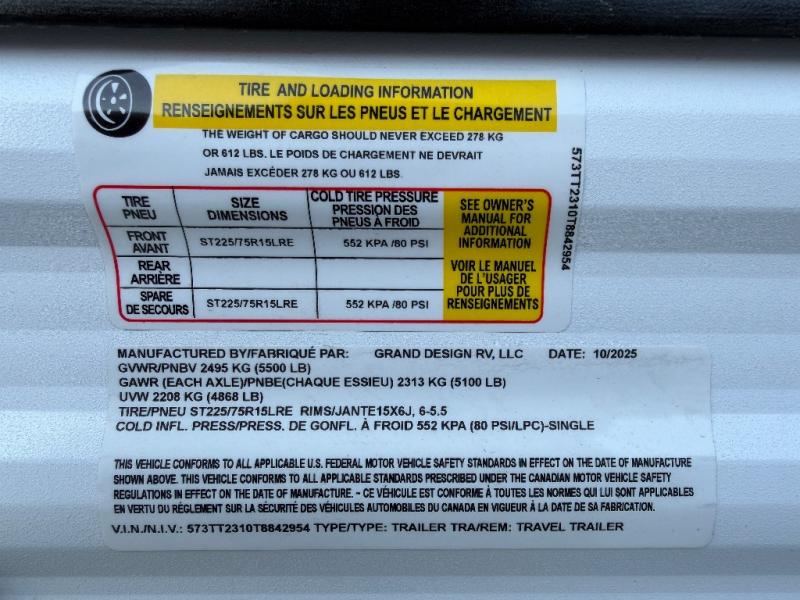 TIRE AND LOADING INFORMATION
RENSEIGNEMENTS SUR LES PNEUS ET LE CHARGEMENT
THE WEIGHT OF CARGO SHOULD NEVER EXCEED 278 KG
OR 612 LBS. LE POIDS DE CHARGEMENT NE DEVRAIT
JAMAIS EXCÉDER 278 KG OU 612 LBS.
TIRE
PNEU
SIZE
DIMENSIONS
COLD TIRE PRESSURE
PRESSION DES
PNEUS À FROID
FRONT
AVANT
ST225/75R15LRE
552 KPA /80 PSI
REAR
ARRIÈRE
SPARE
DE SECOURS
ST225/75R15LRE
552 KPA /80 PSI
SEE OWNER'S
MANUAL FOR
ADDITIONAL
INFORMATION
VOIR LE MANUEL
DE L'USAGER
POUR PLUS DE
RENSEIGNEMENTS
573TT2310T8842954
MANUFACTURED BY/FABRIQUÉ PAR: GRAND DESIGN RV, LLC DATE: 10/2025
GVWR/PNBV 2495 KG (5500 LB)
GAWR (EACH AXLE)/PNBE(CHAQUE ESSIEU) 2313 KG (5100 LB)
UVW 2208 KG (4868 LB)
TIRE/PNEU ST225/75R15LRE RIMS/JANTE15X6J, 6-5.5
COLD INFL. PRESS/PRESS. DE GONFL. À FROID 552 KPA (80 PSI/LPC)-SINGLE
THIS VEHICLE CONFORMS TO ALL APPLICABLE U.S. FEDERAL MOTOR VEHICLE SAFETY STANDARDS IN EFFECT ON THE DATE OF MANUFACTURE
SHOWN ABOVE. THIS VEHICLE CONFORMS TO ALL APPLICABLE STANDARDS PRESCRIBED UNDER THE CANADIAN MOTOR VEHICLE SAFETY
REGULATIONS IN EFFECT ON THE DATE OF MANUFACTURE. - CE VÉHICULE EST CONFORME À TOUTES LES NORMES QUI LUI SONT APPLICABLES
EN VERTU DU RÉGLEMENT SUR LA SÉCURITÉ DES VÉHICULES AUTOMOBILES DU CANADA EN VIGUEUR À LA DATE DE SA FABRICATION.
V.I.N./N.I.V.: 573TT2310T8842954 TYPE/TYPE: TRAILER TRA/REM: TRAVEL TRAILER